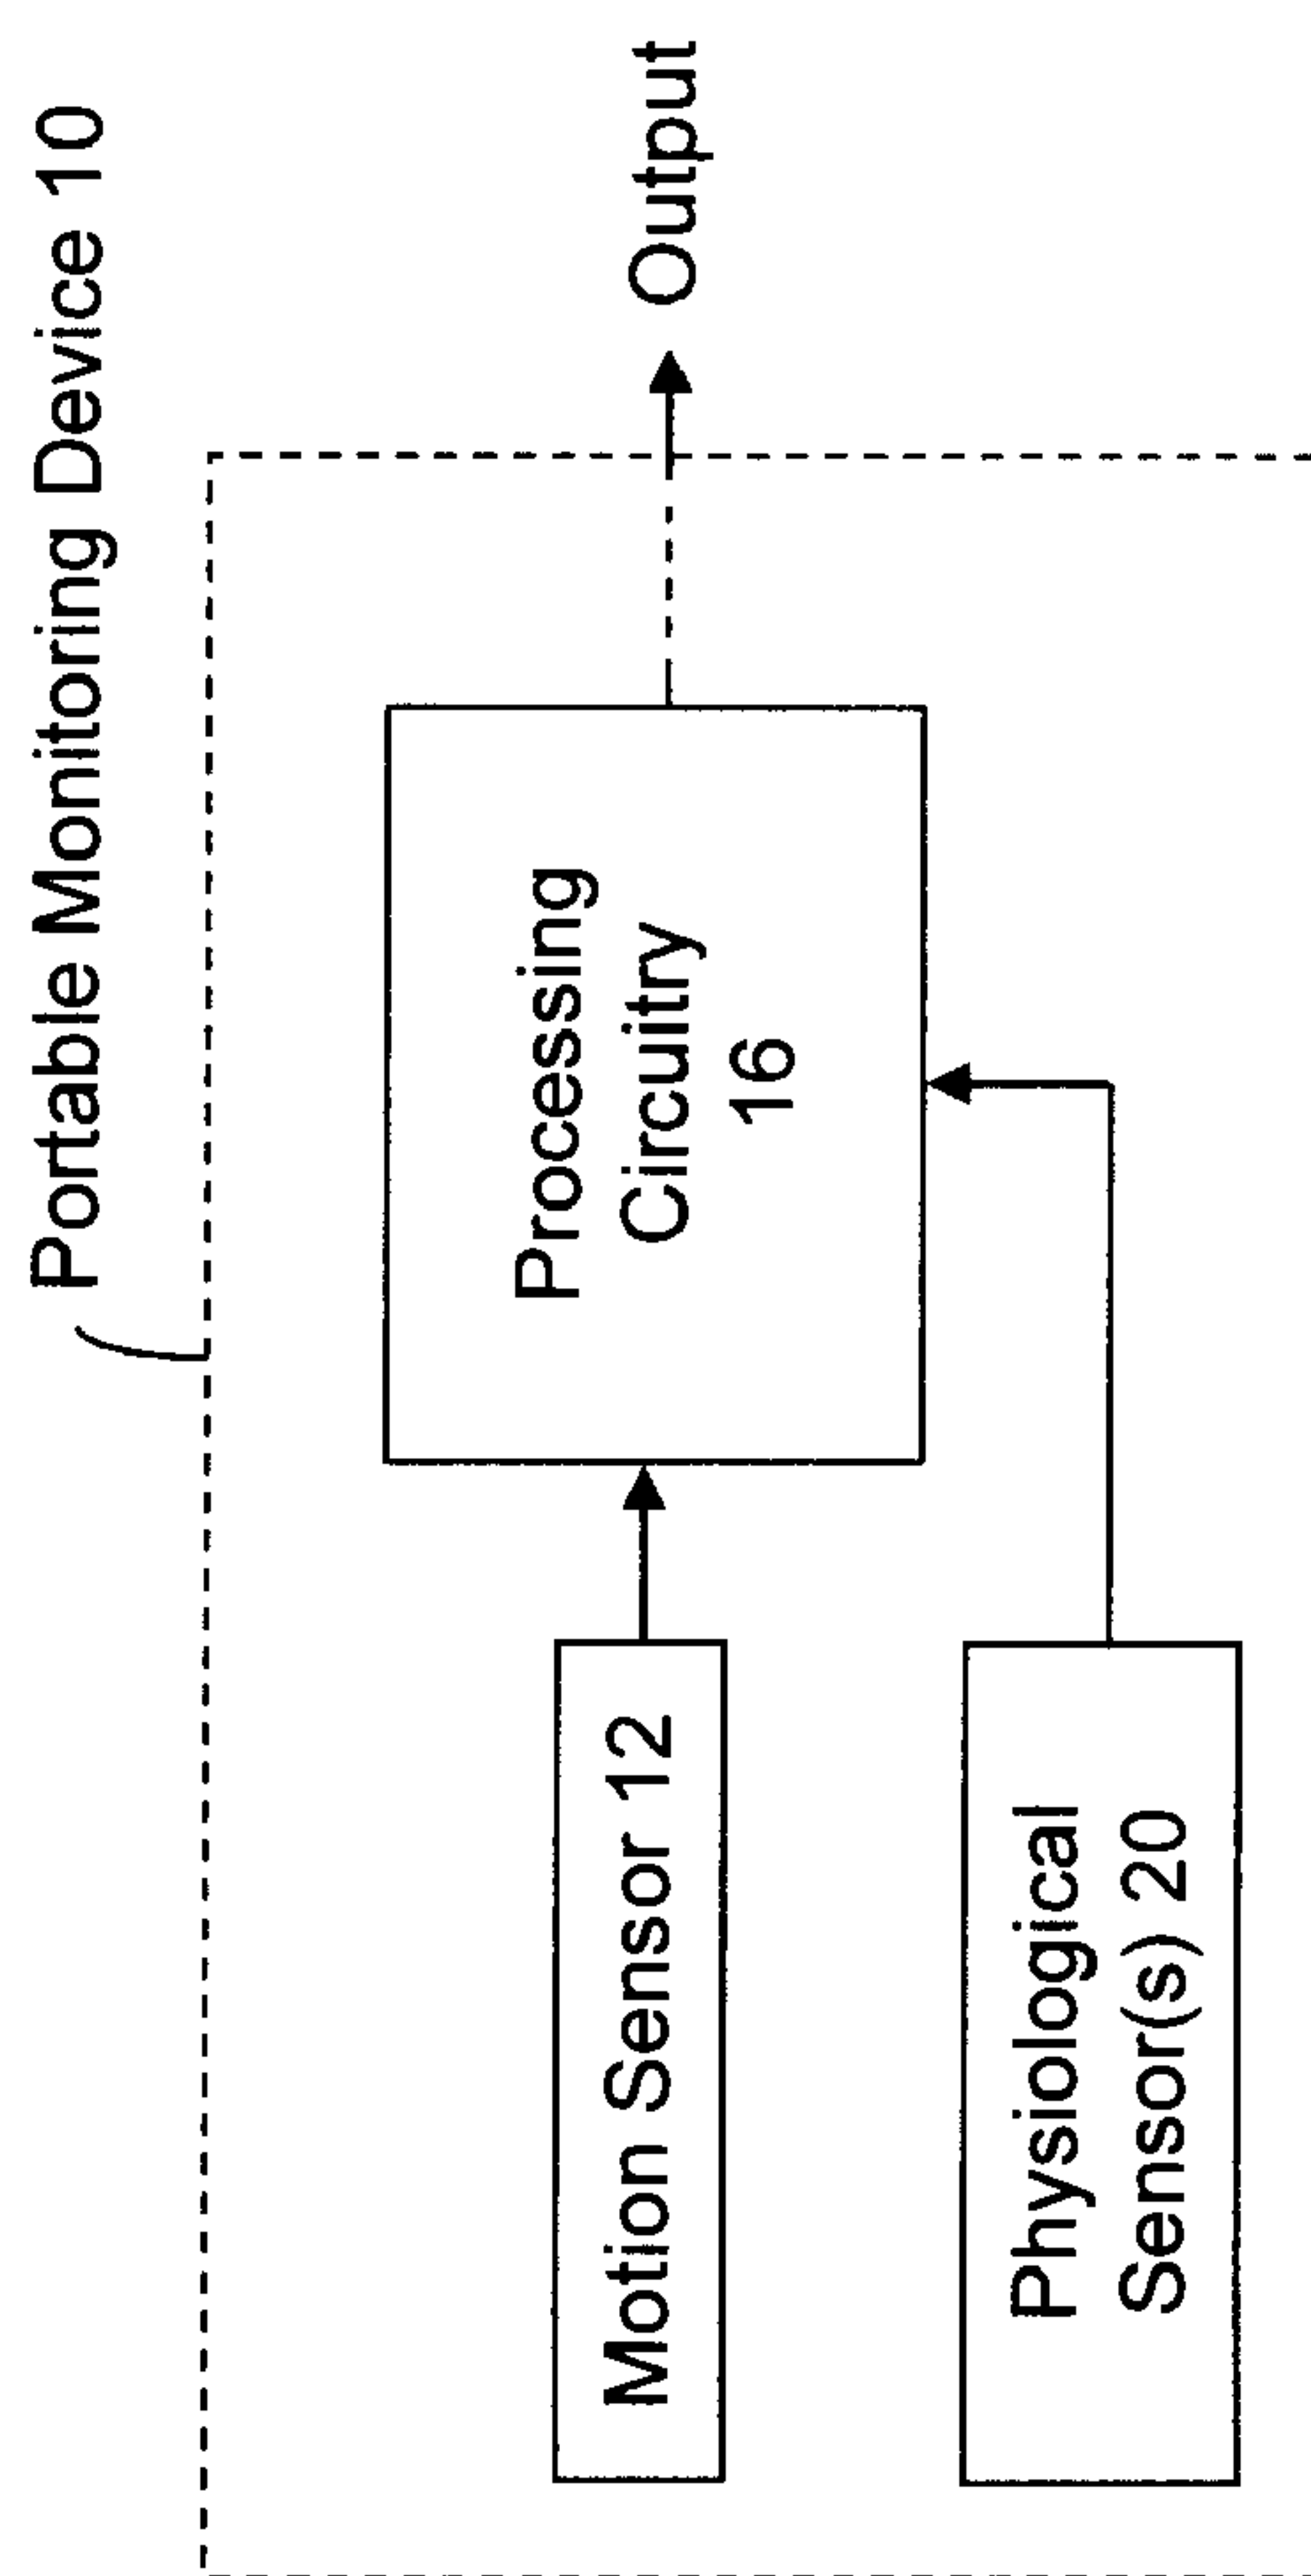 Portable Monitoring Device 10
Motion Sensor 12
Processing
Circuitry
16
Output
Physiological
Sensor(s) 20